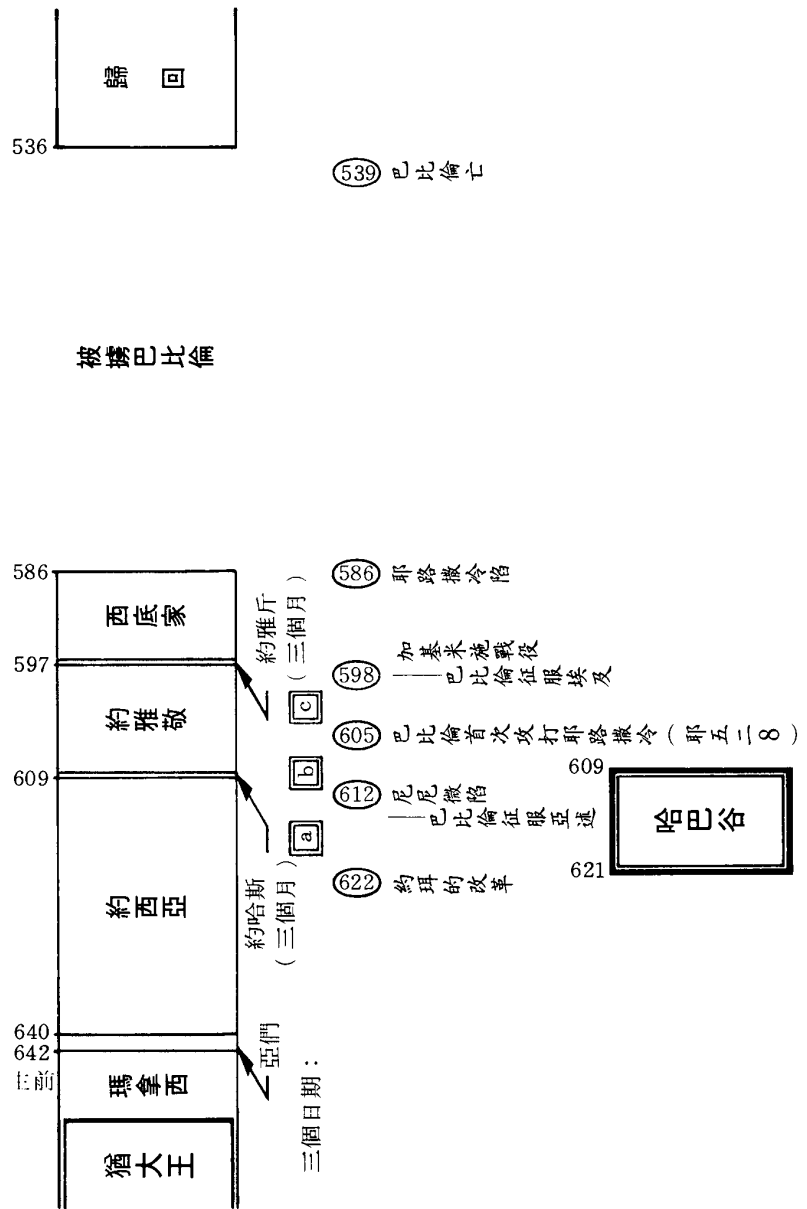 猶大王
主前
瑪拿西
642
640
亞們
約西亞
609
約哈斯
(三個月)
約雅敬
597
約雅斤
(三個月)
西底家
586
被擄巴比倫
536
歸回
三個日期:
a
b
c
622 約珥的改革
612 尼尼微陷
——巴比倫征服亞述
605 巴比倫首次攻打耶路撒冷(耶五二28)
598 加基米施戰役
——巴比倫征服埃及
586 耶路撒冷陷
539 巴比倫亡
621
哈巴谷
609